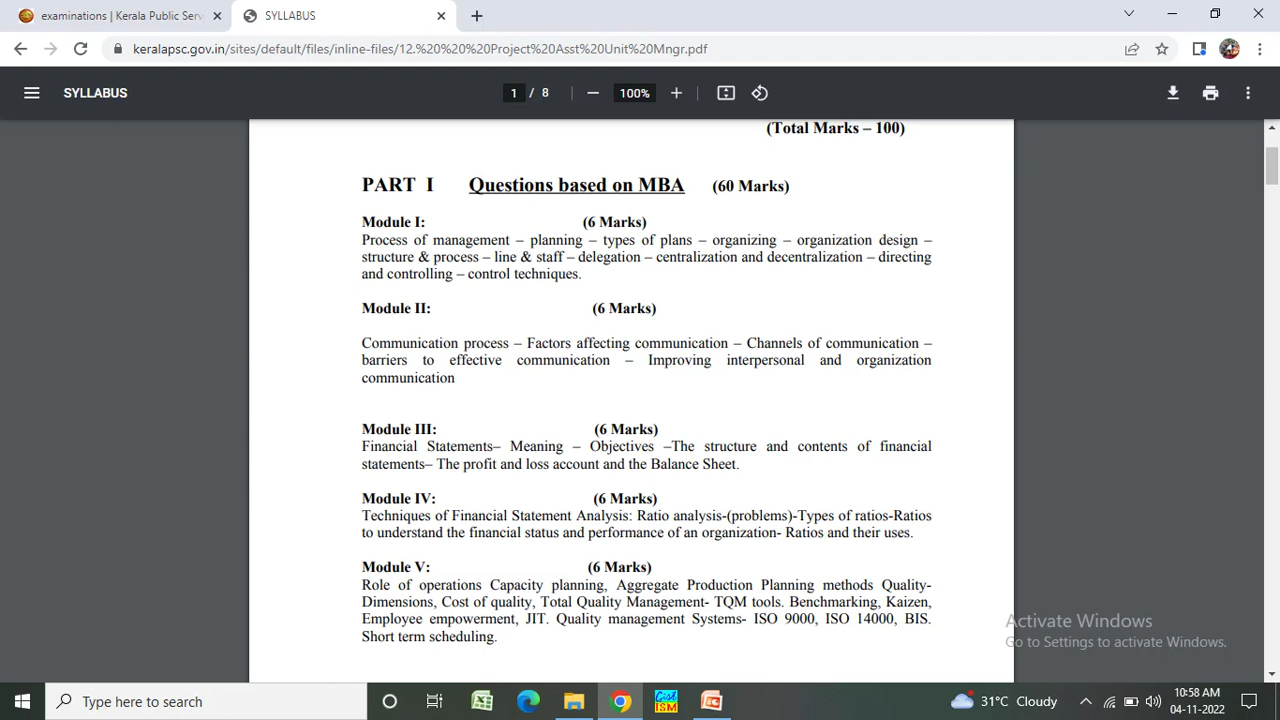 examinations | Kerala Public Serv
SYLLABUS
keralapsc.gov.in/sites/default/files/inline-files/12.%20%20%20Project%20Asst%20Unit%20Mngr.pdf
SYLLABUS
1 / 8
100%
(Total Marks – 100)
PART I Questions based on MBA (60 Marks)
Module I: (6 Marks)
Process of management – planning – types of plans – organizing – organization design –
structure & process – line & staff – delegation – centralization and decentralization – directing
and controlling – control techniques.
Module II: (6 Marks)
Communication process – Factors affecting communication – Channels of communication –
barriers to effective communication – Improving interpersonal and organization
communication
Module III: (6 Marks)
Financial Statements– Meaning – Objectives –The structure and contents of financial
statements– The profit and loss account and the Balance Sheet.
Module IV: (6 Marks)
Techniques of Financial Statement Analysis: Ratio analysis-(problems)-Types of ratios-Ratios
to understand the financial status and performance of an organization- Ratios and their uses.
Module V: (6 Marks)
Role of operations Capacity planning, Aggregate Production Planning methods Quality-
Dimensions, Cost of quality, Total Quality Management- TQM tools. Benchmarking, Kaizen,
Employee empowerment, JIT. Quality management Systems- ISO 9000, ISO 14000, BIS.
Short term scheduling.
Activate Windows
Go to Settings to activate Windows.
Type here to search
Gist
ISM
31°C Cloudy
10:58 AM
04-11-2022